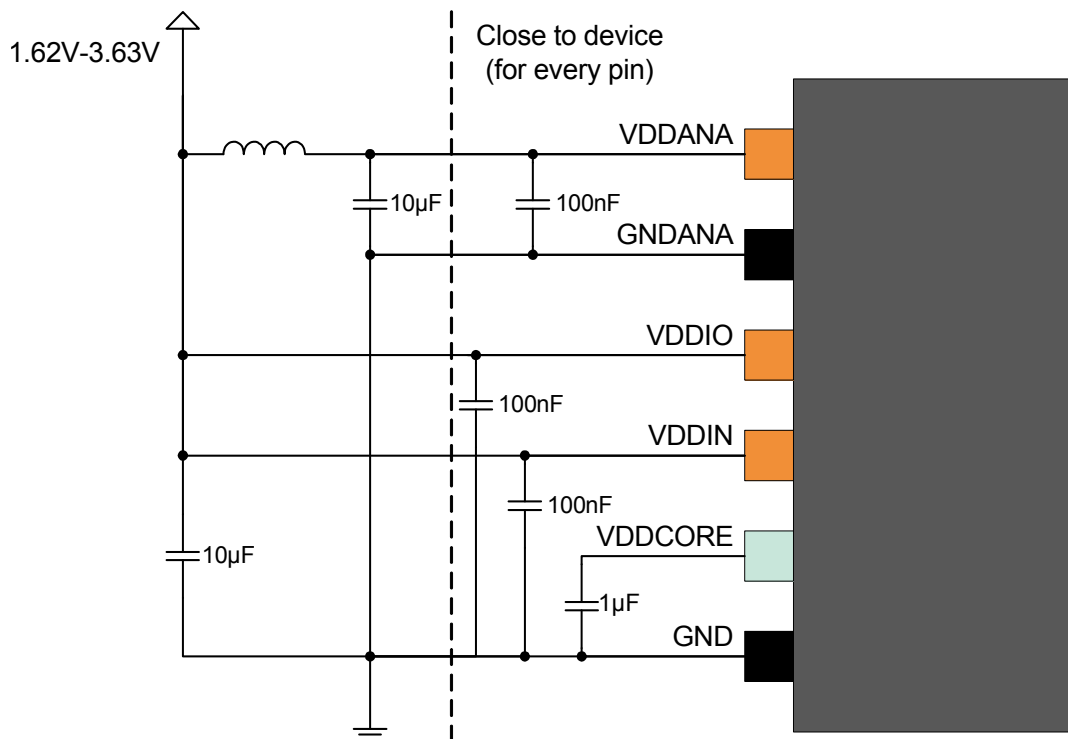 1.62V-3.63V
Close to device
(for every pin)
VDDANA
10µF
100nF
GNDANA
VDDIO
100nF
VDDIN
100nF
VDDCORE
10µF
1µF
GND